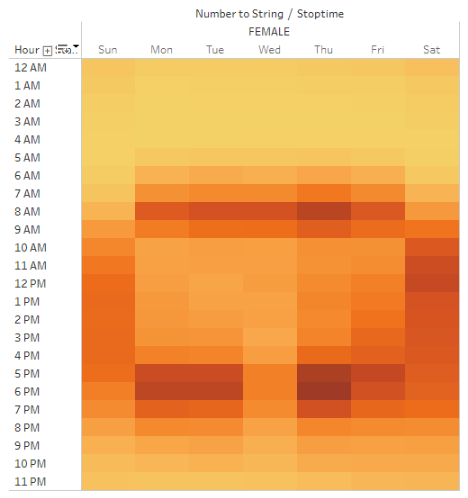 Number to String / Stoptime
FEMALE
Hour Sun Mon Tue Wed Thu Fri Sat
12 AM
1 AM
2 AM
3 AM
4 AM
5 AM
6 AM
7 AM
8 AM
9 AM
10 AM
11 AM
12 PM
1 PM
2 PM
3 PM
4 PM
5 PM
6 PM
7 PM
8 PM
9 PM
10 PM
11 PM